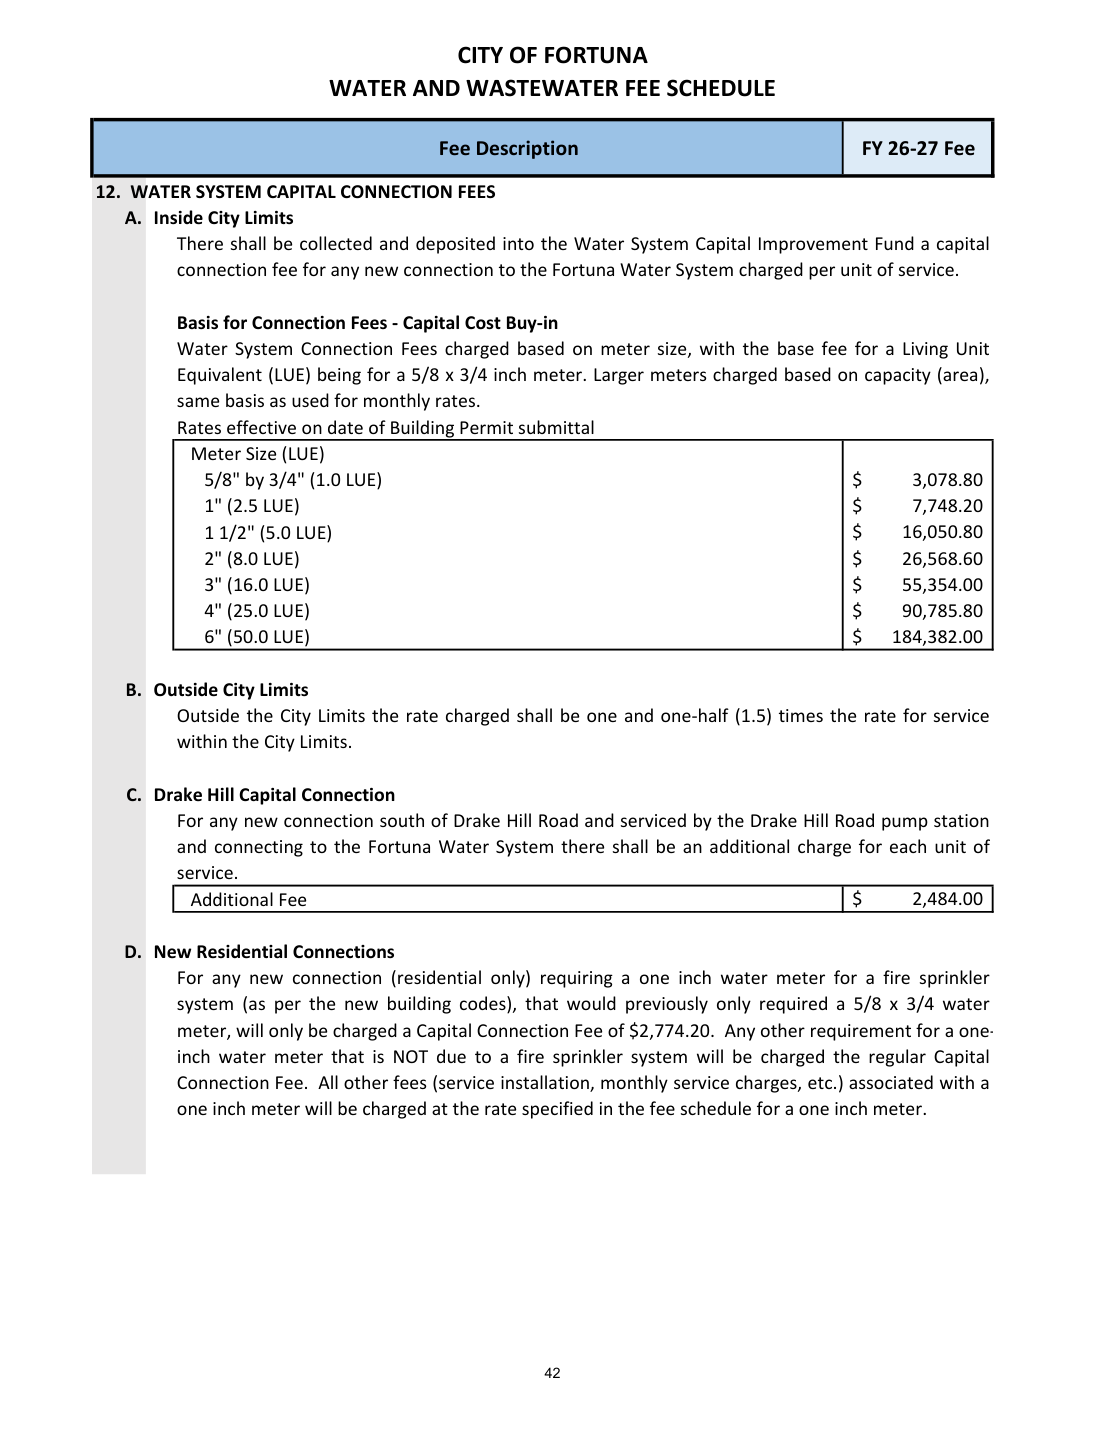 CITY OF FORTUNA
WATER AND WASTEWATER FEE SCHEDULE
Fee Description FY 26-27 Fee
12. WATER SYSTEM CAPITAL CONNECTION FEES
A. Inside City Limits
There shall be collected and deposited into the Water System Capital Improvement Fund a capital
connection fee for any new connection to the Fortuna Water System charged per unit of service.
Basis for Connection Fees - Capital Cost Buy-in
Water System Connection Fees charged based on meter size, with the base fee for a Living Unit
Equivalent (LUE) being for a 5/8 x 3/4 inch meter. Larger meters charged based on capacity (area),
same basis as used for monthly rates.
Rates effective on date of Building Permit submittal
Meter Size (LUE)
5/8" by 3/4" (1.0 LUE) $ 3,078.80
1" (2.5 LUE) $ 7,748.20
1 1/2" (5.0 LUE) $ 16,050.80
2" (8.0 LUE) $ 26,568.60
3" (16.0 LUE) $ 55,354.00
4" (25.0 LUE) $ 90,785.80
6" (50.0 LUE) $ 184,382.00
B. Outside City Limits
Outside the City Limits the rate charged shall be one and one-half (1.5) times the rate for service
within the City Limits.
C. Drake Hill Capital Connection
For any new connection south of Drake Hill Road and serviced by the Drake Hill Road pump station
and connecting to the Fortuna Water System there shall be an additional charge for each unit of
service.
Additional Fee $ 2,484.00
D. New Residential Connections
For any new connection (residential only) requiring a one inch water meter for a fire sprinkler
system (as per the new building codes), that would previously only required a 5/8 x 3/4 water
meter, will only be charged a Capital Connection Fee of $2,774.20. Any other requirement for a one-
inch water meter that is NOT due to a fire sprinkler system will be charged the regular Capital
Connection Fee. All other fees (service installation, monthly service charges, etc.) associated with a
one inch meter will be charged at the rate specified in the fee schedule for a one inch meter.
42